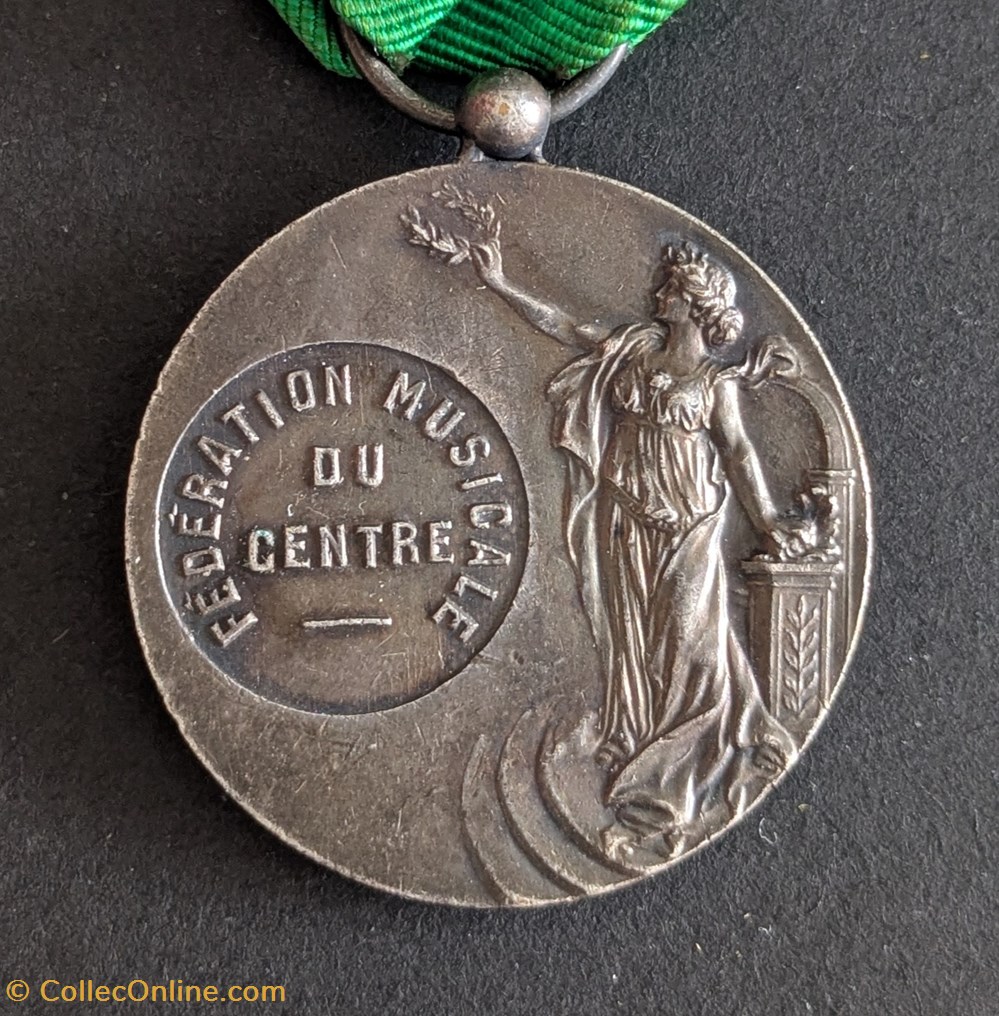 FÉDÉRATION MUSICALE
DU
CENTRE
© CollecOnline.com